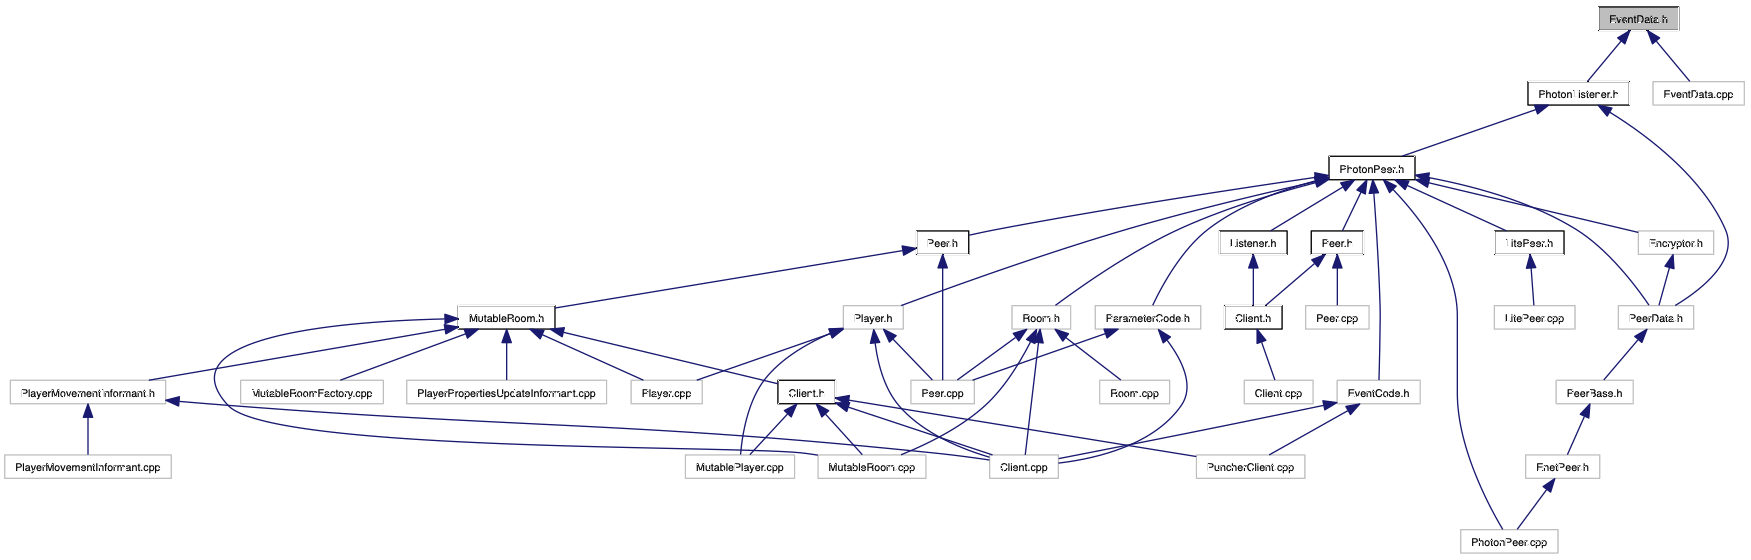 EventData.h
PhotonListener.h
EventData.cpp
PhotonPeer.h
Peer.h
Listener.h
Peer.h
LitePeer.h
Encryptor.h
MutableRoom.h
Player.h
Room.h
ParameterCode.h
Client.h
Peer.cpp
LitePeer.cpp
PeerData.h
PlayerMovementInformant.h
MutableRoomFactory.cpp
PlayerPropertiesUpdateInformant.cpp
Player.cpp
Client.h
Peer.cpp
Room.cpp
Client.cpp
EventCode.h
PeerBase.h
PlayerMovementInformant.cpp
MutablePlayer.cpp
MutableRoom.cpp
Client.cpp
PuncherClient.cpp
EnetPeer.h
PhotonPeer.cpp